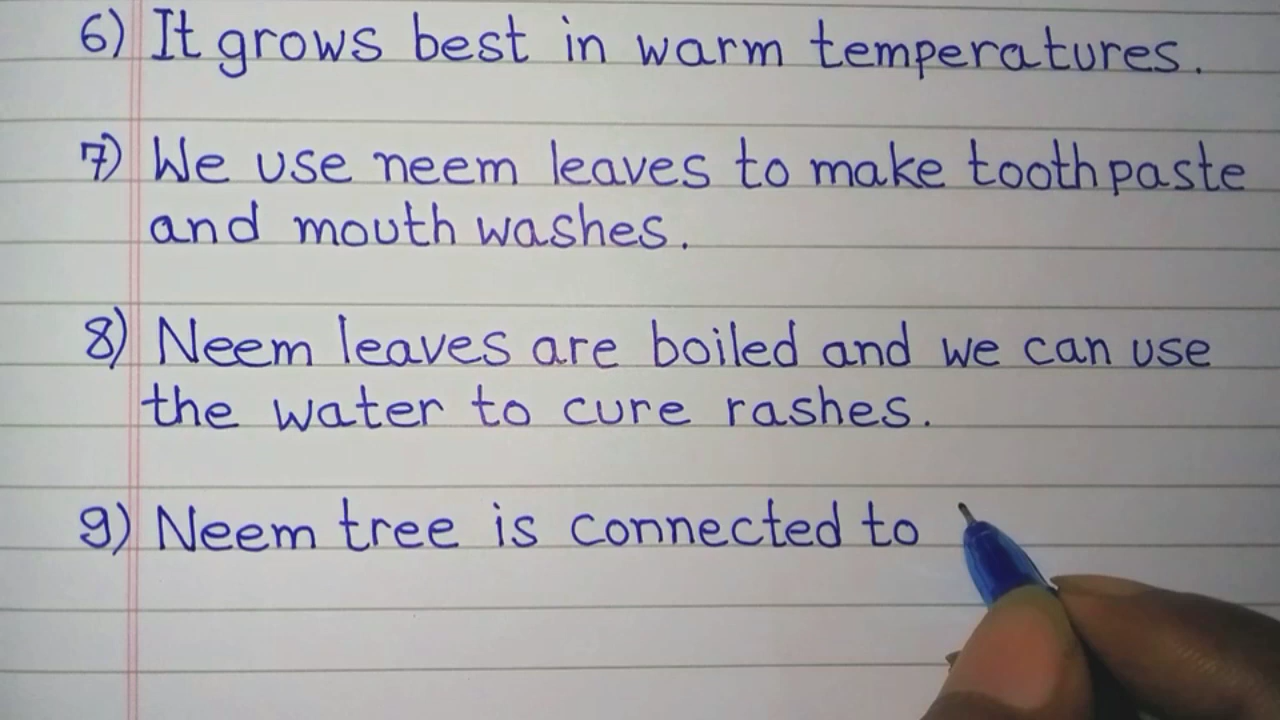 6) It grows best in warm temperatures.
7) We use neem leaves to make toothpaste
and mouth washes.
8) Neem leaves are boiled and we can use
the water to cure rashes.
9) Neem tree is connected to